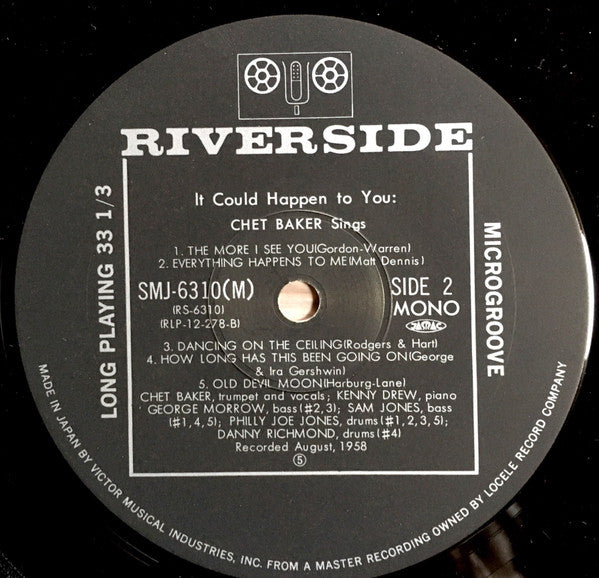 RIVERSIDE
It Could Happen to You:
CHET BAKER Sings
1. THE MORE I SEE YOU(Gordon-Warren)
2. EVERYTHING HAPPENS TO ME(Matt Dennis)
SMJ-6310(M)
(RS-6310)
(RLP-12-278-B)
SIDE 2
MONO
JASRAC
3. DANCING ON THE CEILING(Rodgers & Hart)
4. HOW LONG HAS THIS BEEN GOING ON(George
& Ira Gershwin)
5. OLD DEVIL MOON(Harburg-Lane)
CHET BAKER, trumpet and vocals; KENNY DREW, piano
GEORGE MORROW, bass(#2,3); SAM JONES, bass
(#1,4,5); PHILLY JOE JONES, drums(#1,2,3,5);
DANNY RICHMOND, drums(#4)
Recorded August, 1958
⑤
LONG PLAYING 33 1/3
MICROGROOVE
MADE IN JAPAN BY VICTOR MUSICAL INDUSTRIES, INC. FROM A MASTER RECORDING OWNED BY LOCELE RECORD COMPANY